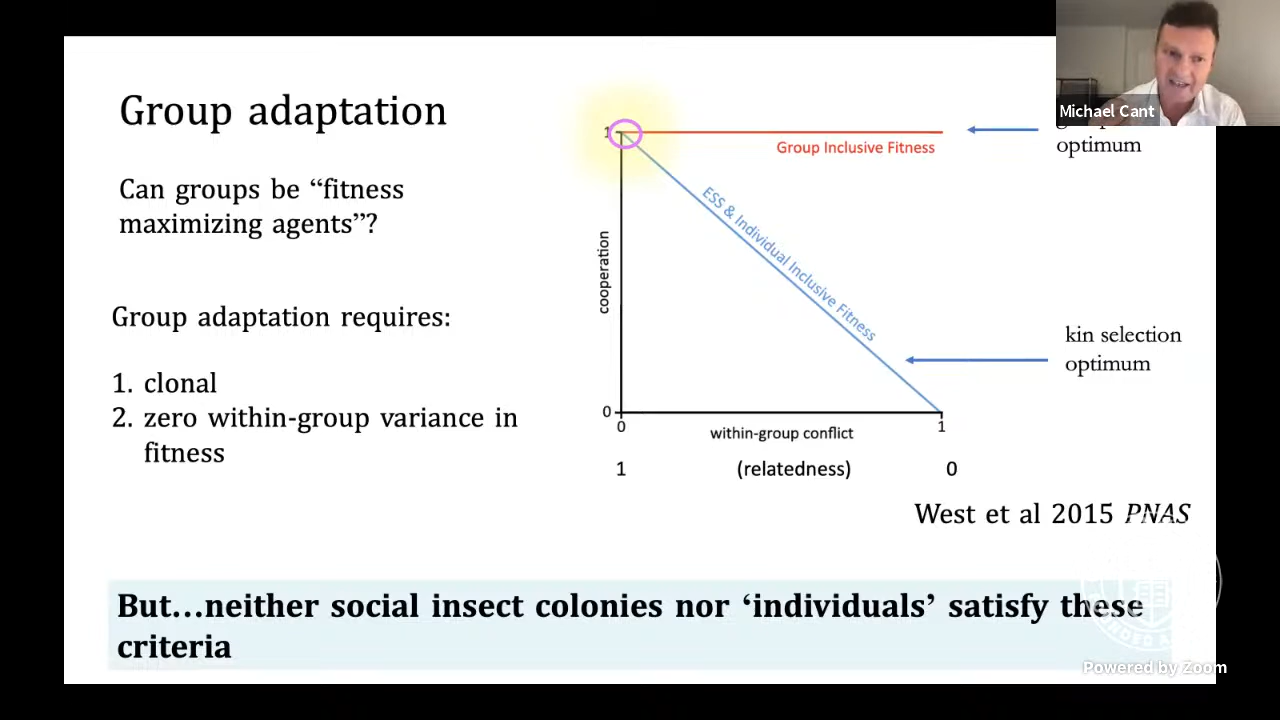 Group adaptation
Can groups be “fitness
maximizing agents”?
Group adaptation requires:
1. clonal
2. zero within-group variance in
fitness
1
Group Inclusive Fitness
ESS & Individual Inclusive Fitness
cooperation
0
0
within-group conflict
1
1
(relatedness)
0
optimum
kin selection
optimum
West et al 2015 PNAS
But…neither social insect colonies nor ‘individuals’ satisfy these
criteria
Michael Cant
Powered by Zoom